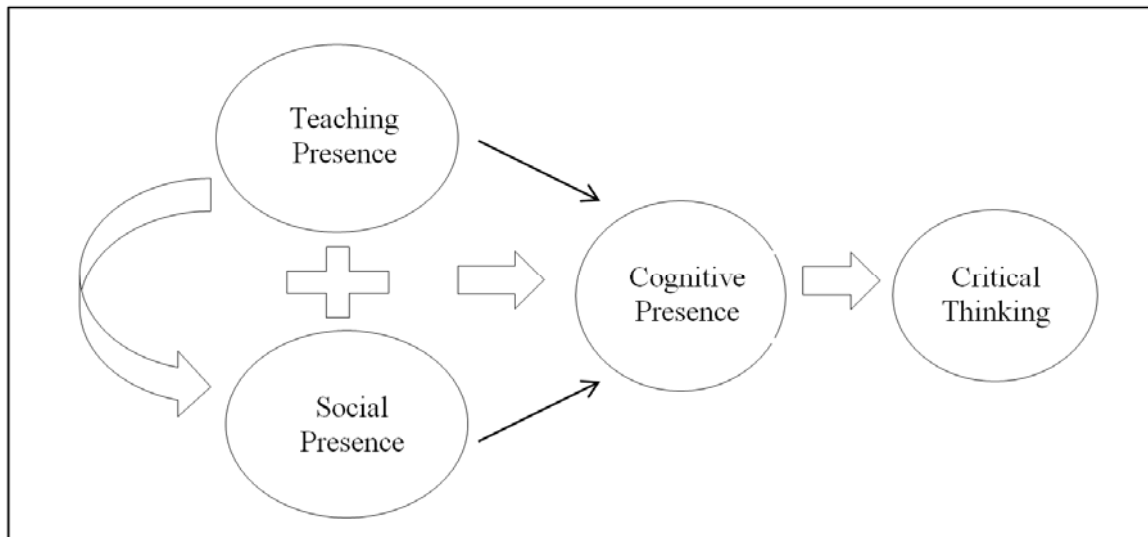 Teaching
Presence
Social
Presence
Cognitive
Presence
Critical
Thinking